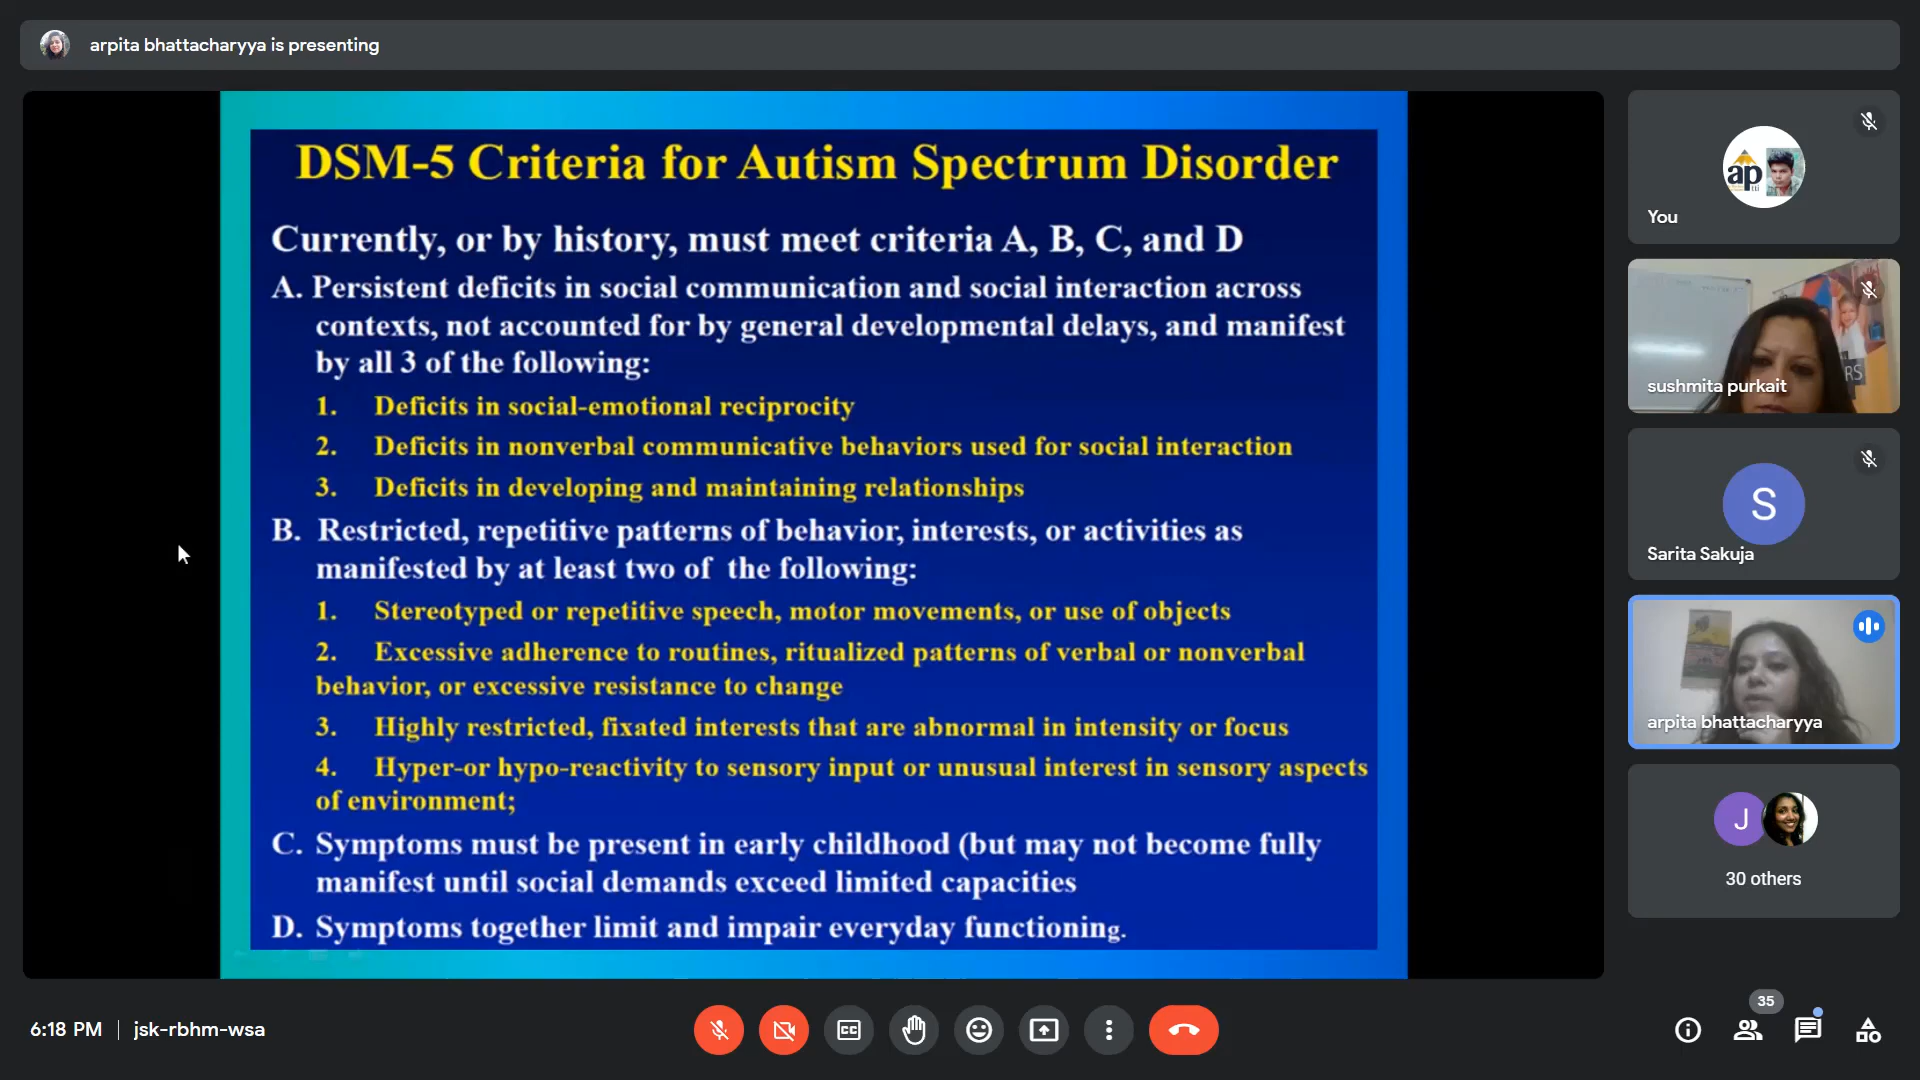 arpita bhattacharyya is presenting
DSM-5 Criteria for Autism Spectrum Disorder
Currently, or by history, must meet criteria A, B, C, and D
A. Persistent deficits in social communication and social interaction across
contexts, not accounted for by general developmental delays, and manifest
by all 3 of the following:
1. Deficits in social-emotional reciprocity
2. Deficits in nonverbal communicative behaviors used for social interaction
3. Deficits in developing and maintaining relationships
B. Restricted, repetitive patterns of behavior, interests, or activities as
manifested by at least two of the following:
1. Stereotyped or repetitive speech, motor movements, or use of objects
2. Excessive adherence to routines, ritualized patterns of verbal or nonverbal
behavior, or excessive resistance to change
3. Highly restricted, fixated interests that are abnormal in intensity or focus
4. Hyper-or hypo-reactivity to sensory input or unusual interest in sensory aspects
of environment;
C. Symptoms must be present in early childhood (but may not become fully
manifest until social demands exceed limited capacities
D. Symptoms together limit and impair everyday functioning.
ap
tti
You
RS
sushmita purkait
S
Sarita Sakuja
arpita bhattacharyya
J
30 others
6:18 PM | jsk-rbhm-wsa
CC
35